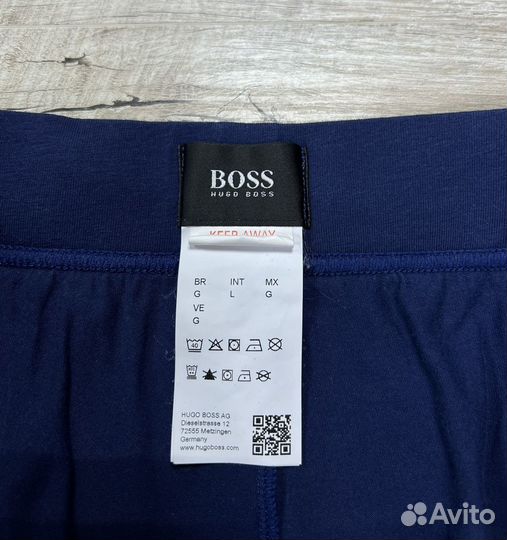 BOSS
HUGO BOSS
KEEP AWAY
BR INT MX
G L G
VE
G
40
HUGO BOSS AG
Dieselstrasse 12
72555 Metzingen
Germany
www.hugoboss.com
Avito